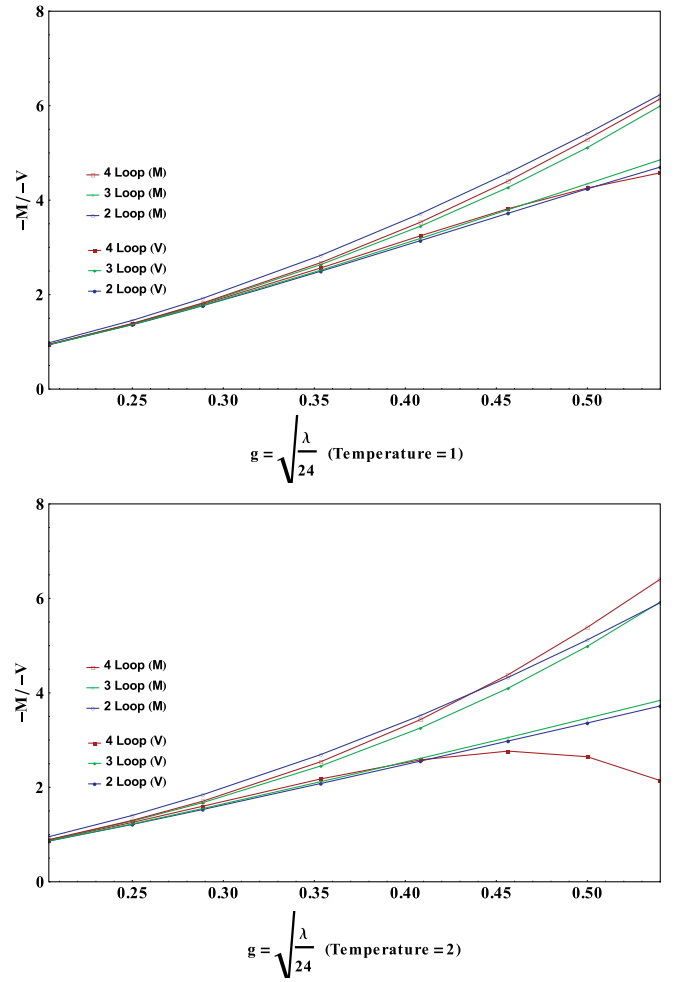 8
6
4
2
0
−M/−V
4 Loop (M)
3 Loop (M)
2 Loop (M)
4 Loop (V)
3 Loop (V)
2 Loop (V)
0.25 0.30 0.35 0.40 0.45 0.50
g = √(λ/24) (Temperature = 1)
8
6
4
2
0
−M/−V
4 Loop (M)
3 Loop (M)
2 Loop (M)
4 Loop (V)
3 Loop (V)
2 Loop (V)
0.25 0.30 0.35 0.40 0.45 0.50
g = √(λ/24) (Temperature = 2)